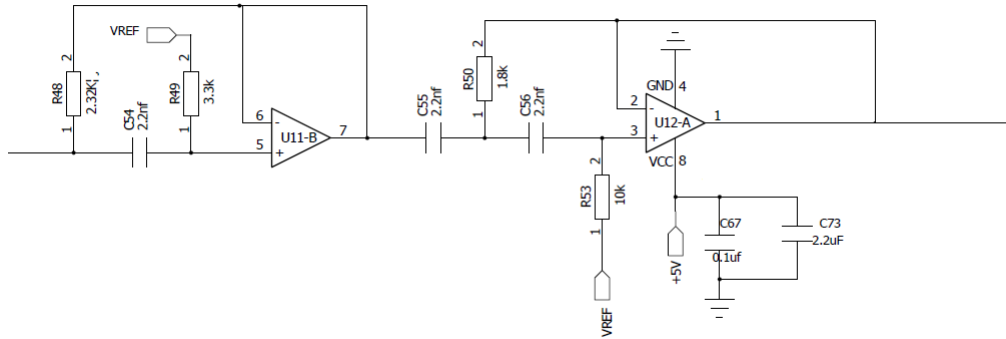 VREF
2
R48
2.32K
1
C54
2.2nf
2
R49
3.3k
1
6
-
5
+
U11-B
7
C55
2.2nf
2
R50
1.8k
1
C56
2.2nf
GND 4
2
-
3
+
U12-A
1
VCC 8
2
R53
10k
1
VREF
+5V
C67
0.1uf
C73
2.2uF